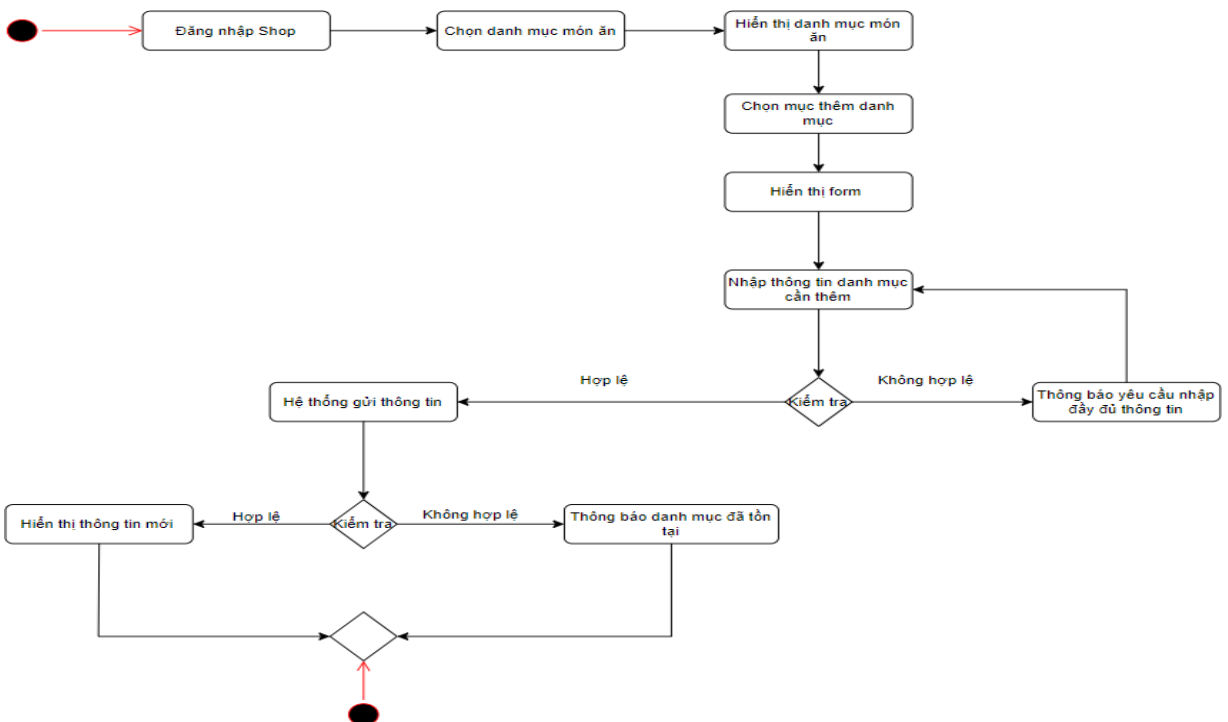 Đăng nhập Shop
Chọn danh mục món ăn
Hiển thị danh mục món
ăn
Chọn mục thêm danh
mục
Hiển thị form
Nhập thông tin danh mục
cần thêm
Hợp lệ
Không hợp lệ
Hệ thống gửi thông tin
Kiểm tra
Thông báo yêu cầu nhập
đầy đủ thông tin
Hiển thị thông tin mới
Hợp lệ
Kiểm tra
Không hợp lệ
Thông báo danh mục đã tồn
tại